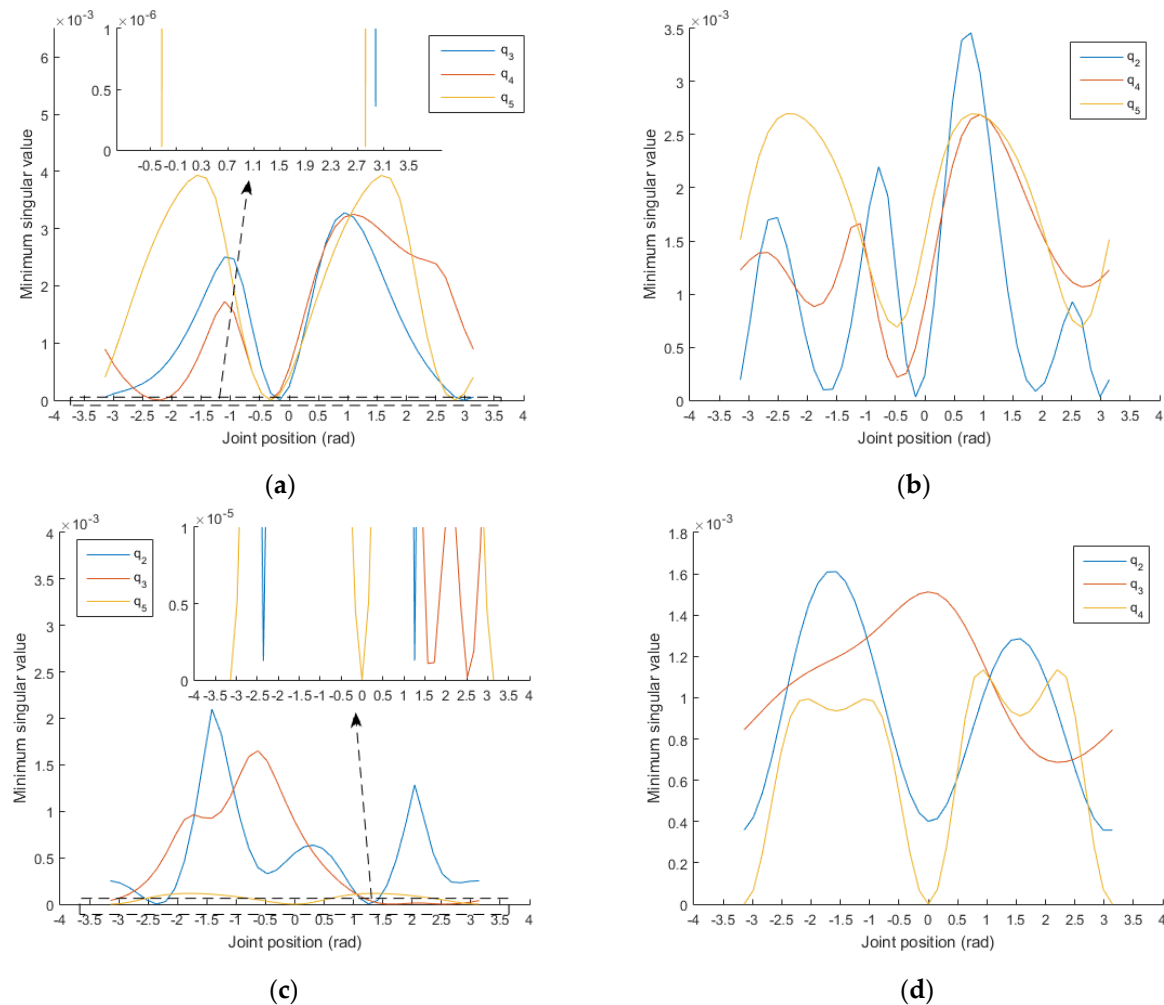 ×10⁻³
1 ×10⁻⁶
0.5
0
-0.5 -0.1 0.3 0.7 1.1 1.5 1.9 2.3 2.7 3.1 3.5
q₃
q₄
q₅
6
5
4
3
2
1
0
Minimum singular value
-4 -3.5 -3 -2.5 -2 -1.5 -1 -0.5 0 0.5 1 1.5 2 2.5 3 3.5 4
Joint position (rad)
(a)
3.5 ×10⁻³
3
2.5
2
1.5
1
0.5
0
q₂
q₄
q₅
Minimum singular value
-4 -3.5 -3 -2.5 -2 -1.5 -1 -0.5 0 0.5 1 1.5 2 2.5 3 3.5 4
Joint position (rad)
(b)
4 ×10⁻³
3.5
3
2.5
2
1.5
1
0.5
0
q₂
q₃
q₅
1 ×10⁻⁵
0.5
0
-4 -3.5 -3 -2.5 -2 -1.5 -1 -0.5 0 0.5 1 1.5 2 2.5 3 3.5 4
Minimum singular value
-4 -3.5 -3 -2.5 -2 -1.5 -1 -0.5 0 0.5 1 1.5 2 2.5 3 3.5 4
Joint position (rad)
(c)
1.8 ×10⁻³
1.6
1.4
1.2
1
0.8
0.6
0.4
0.2
0
q₂
q₃
q₄
Minimum singular value
-4 -3.5 -3 -2.5 -2 -1.5 -1 -0.5 0 0.5 1 1.5 2 2.5 3 3.5 4
Joint position (rad)
(d)